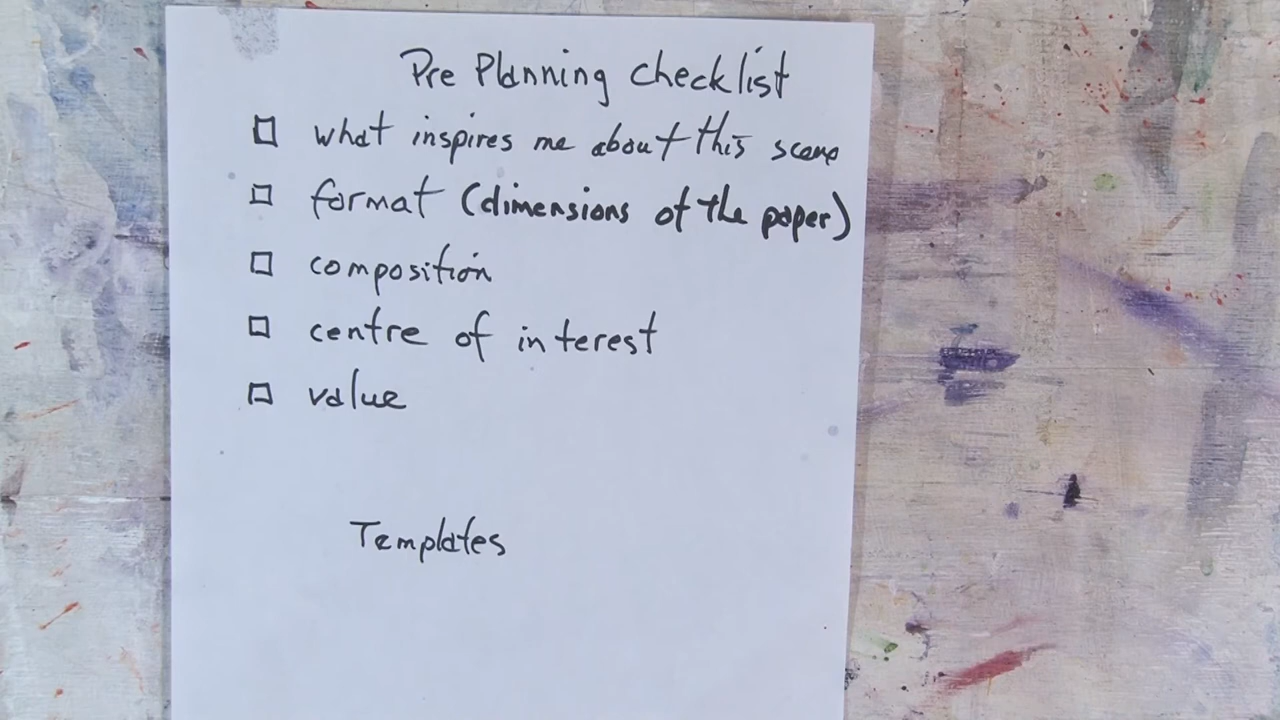 Pre Planning checklist
what inspires me about this scene
format (dimensions of the paper)
composition
centre of interest
value
Templates